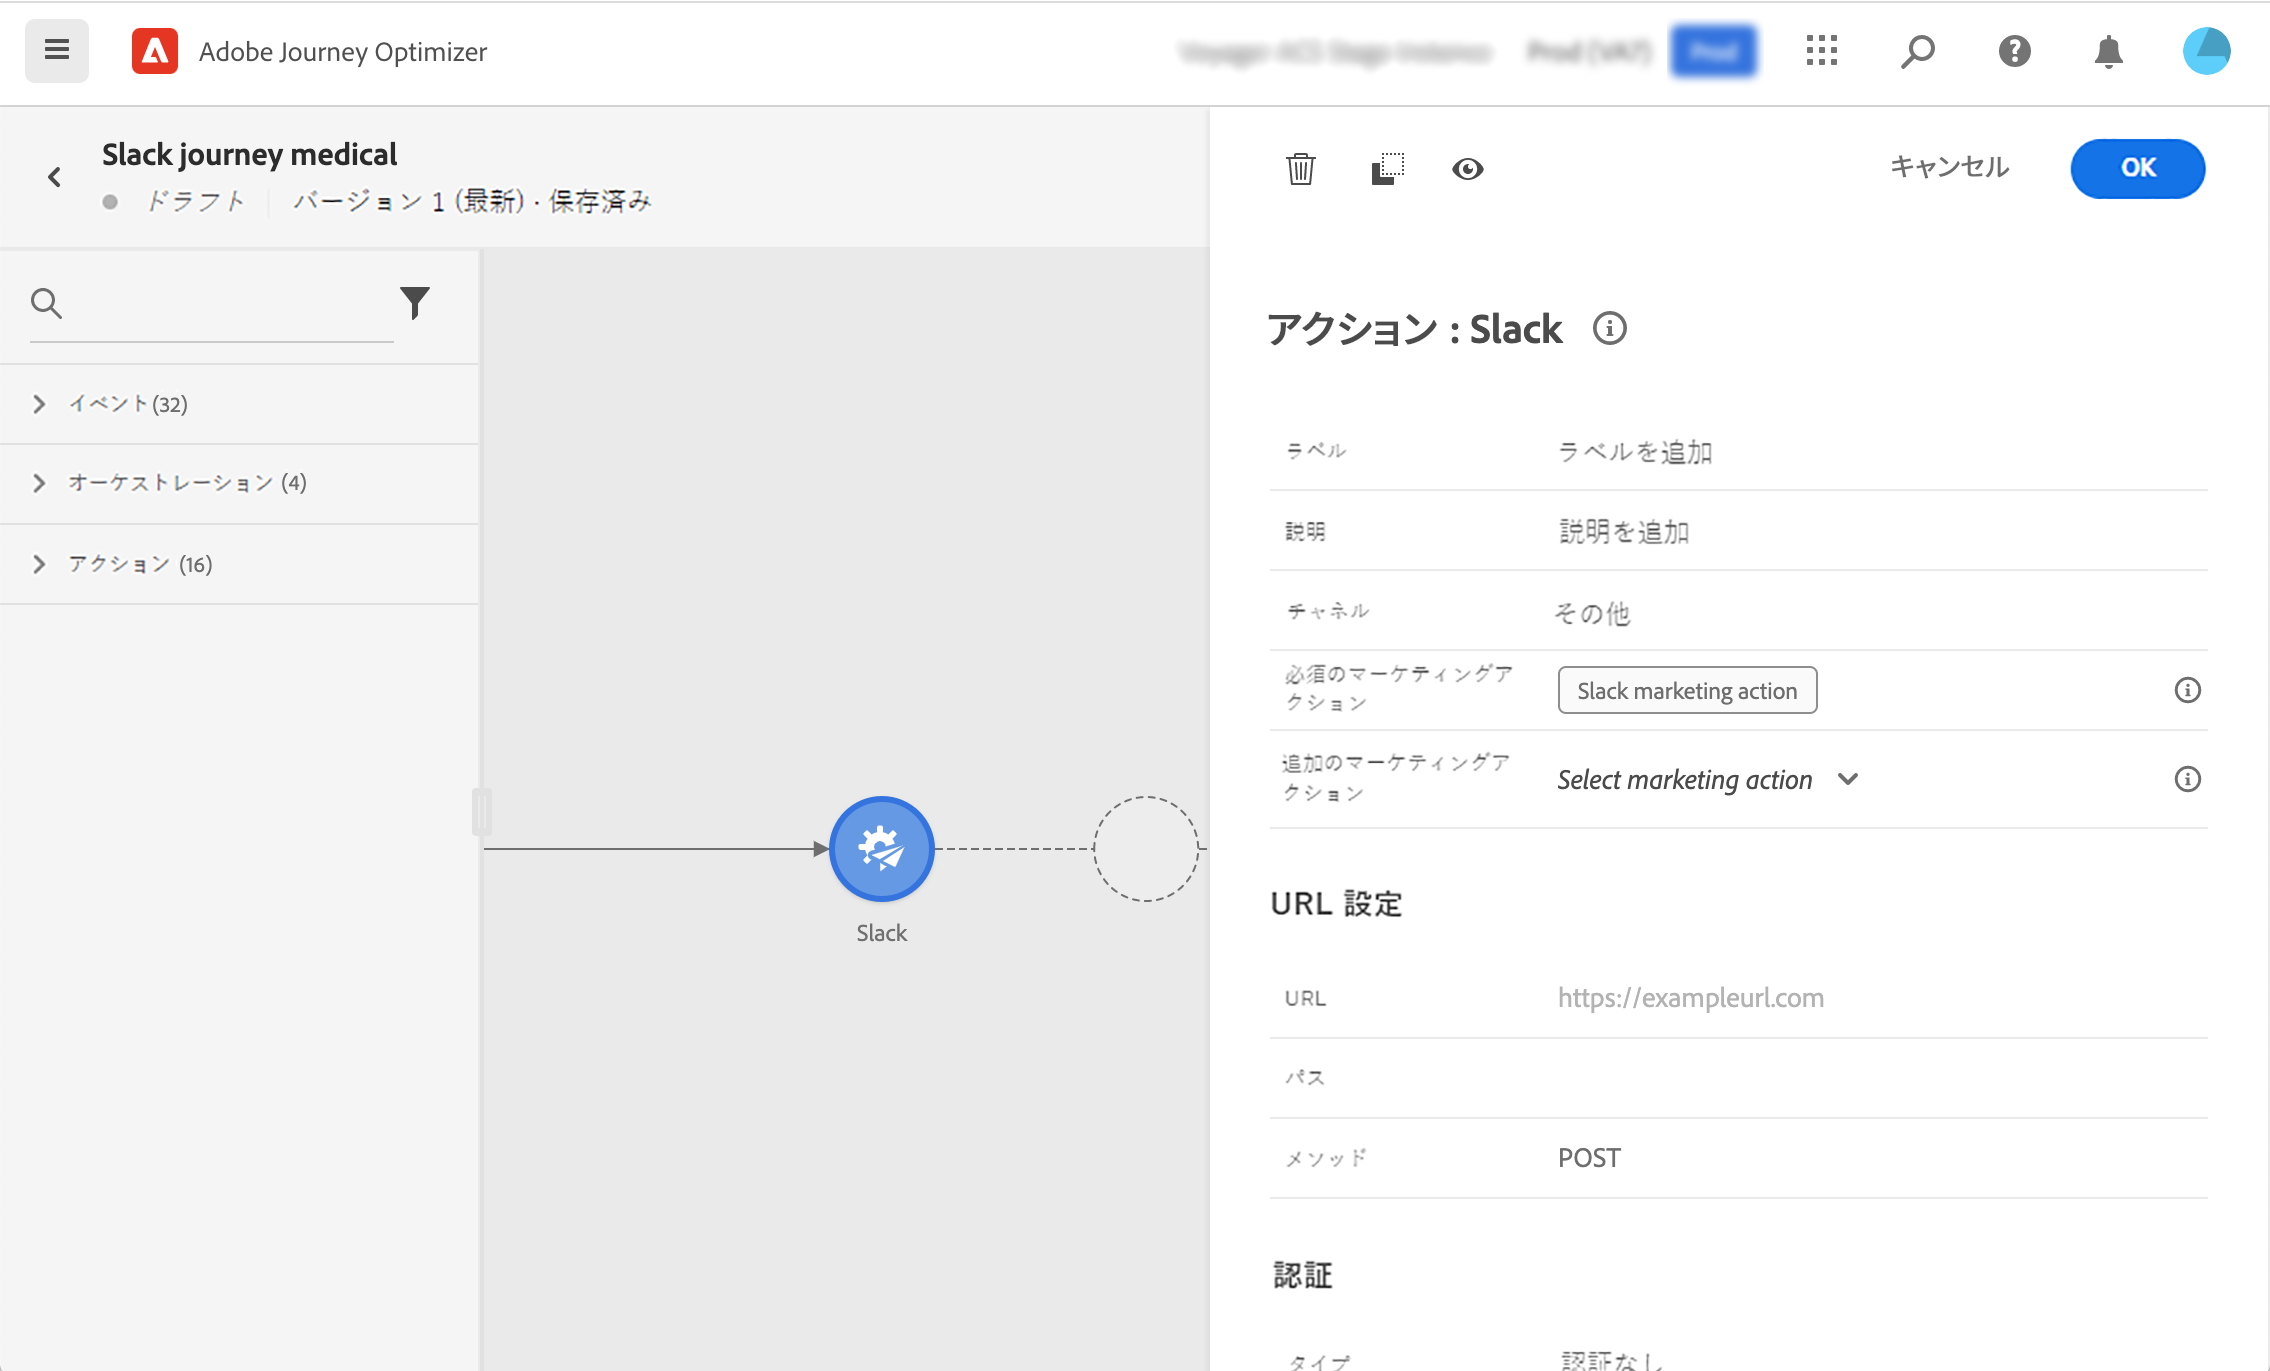 Adobe Journey Optimizer
Prod (VA7)
Prod
Slack journey medical
ドラフト
バージョン 1 (最新) · 保存済み
キャンセル
OK
イベント(32)
オーケストレーション (4)
アクション (16)
Slack
アクション : Slack
ラベル
ラベルを追加
説明
説明を追加
チャネル
その他
必須のマーケティングア
クション
Slack marketing action
追加のマーケティングア
クション
Select marketing action
URL 設定
URL
https://exampleurl.com
パス
メソッド
POST
認証
タイプ
認証なし